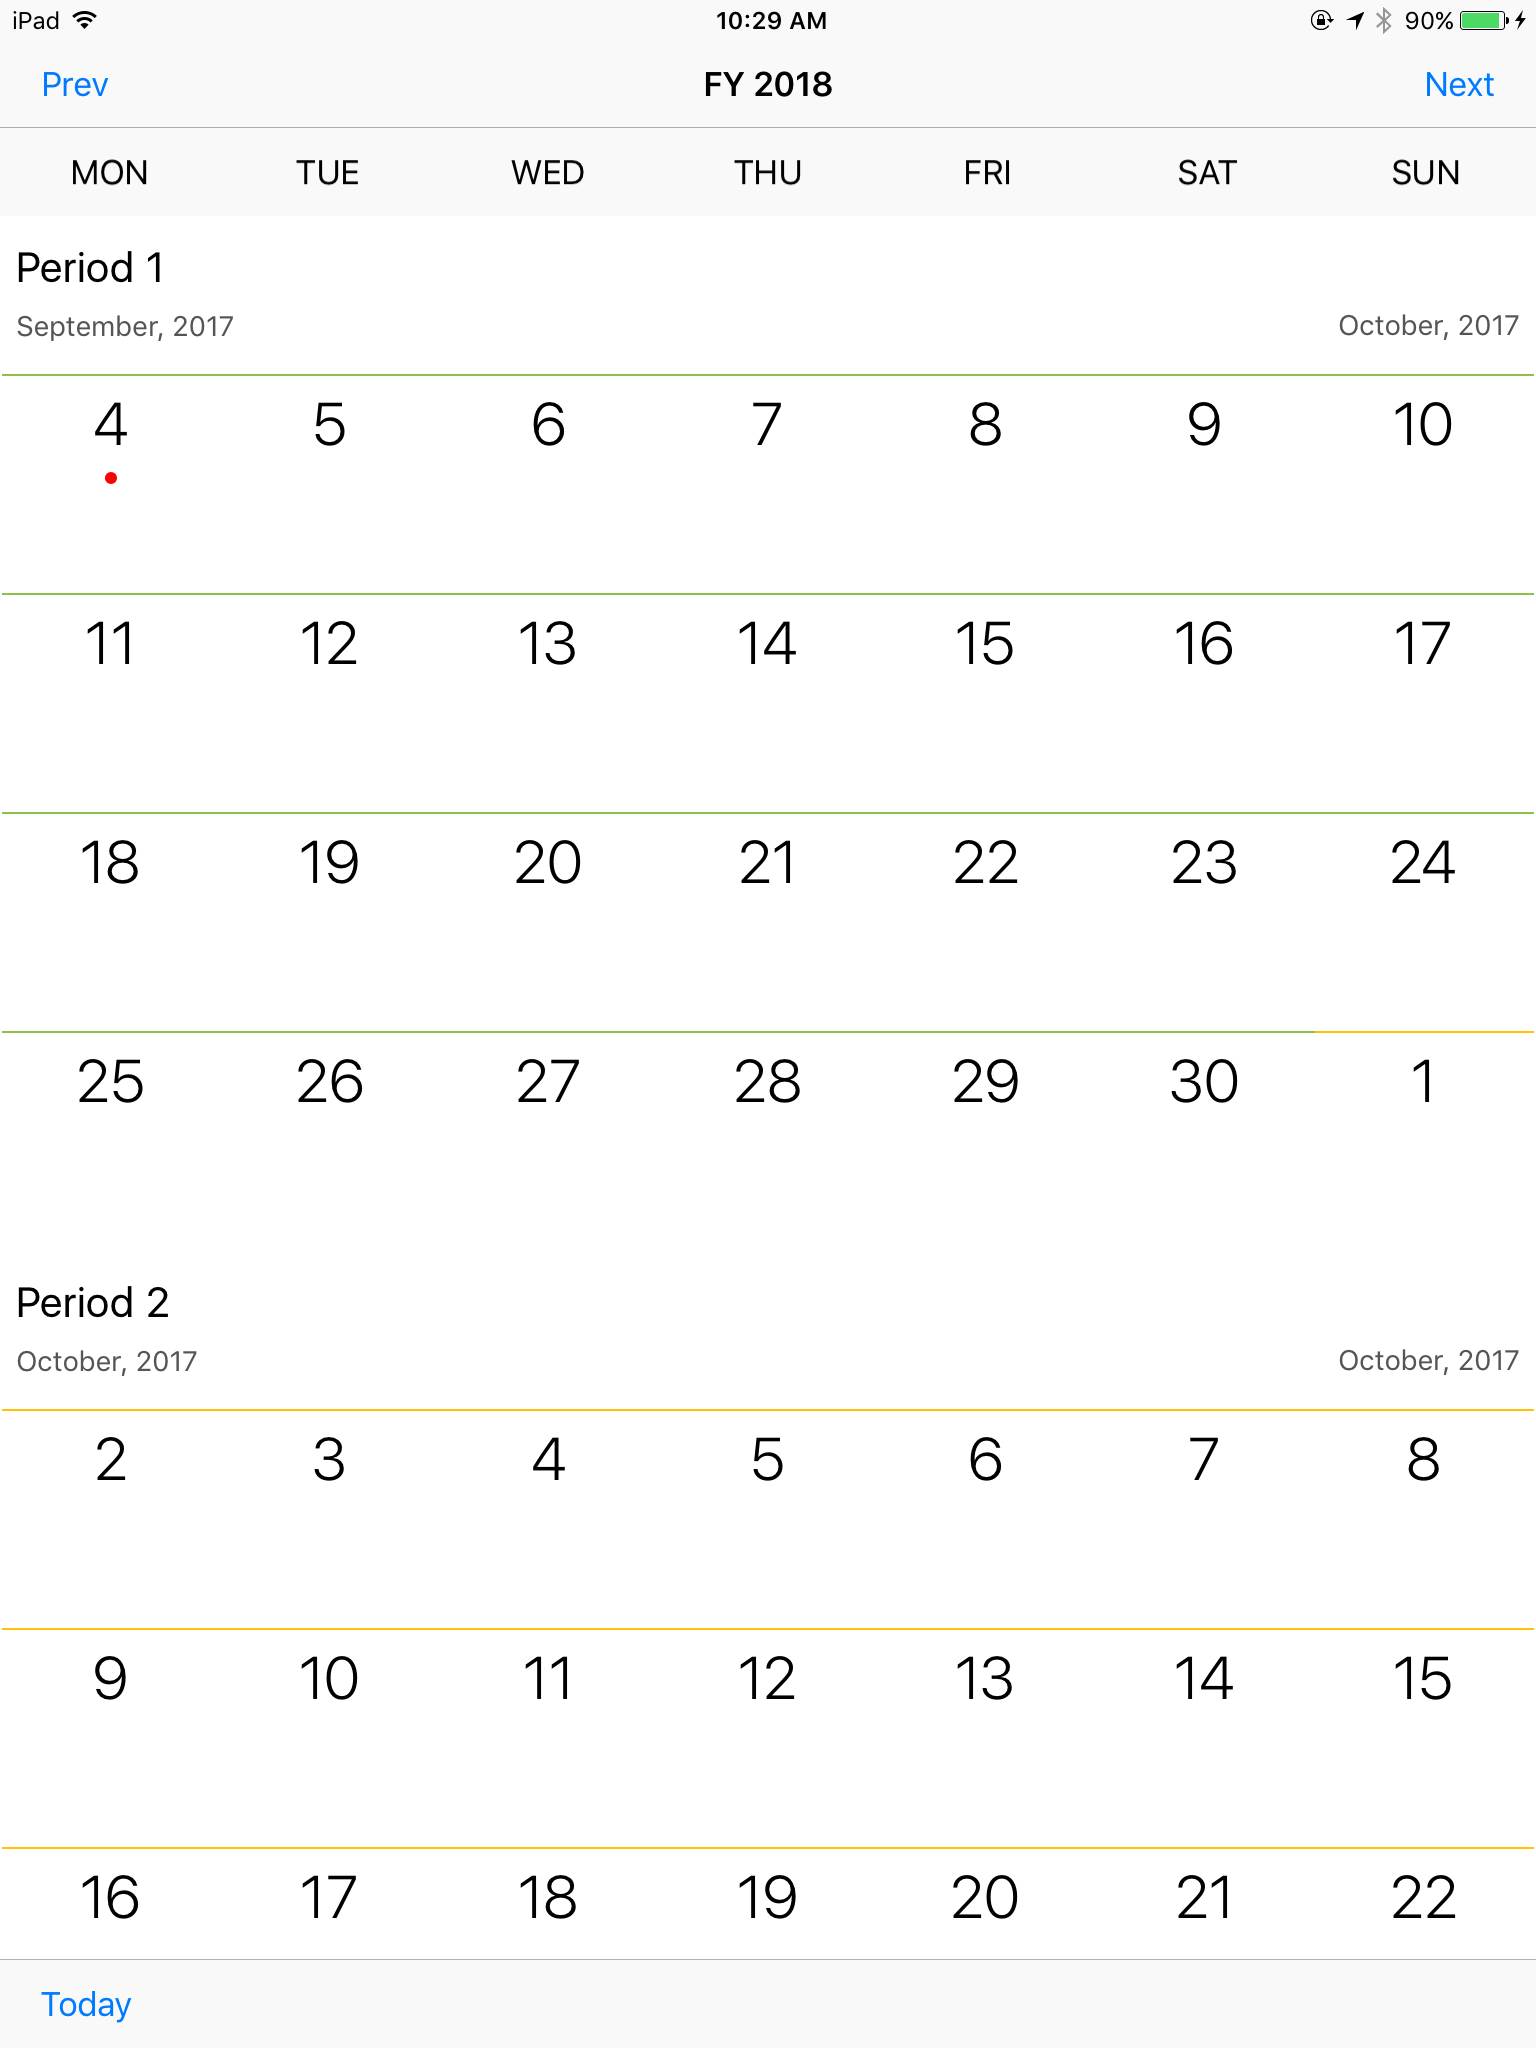 iPad 10:29 AM 90%
Prev FY 2018 Next
MON TUE WED THU FRI SAT SUN
Period 1
September, 2017 October, 2017
4 5 6 7 8 9 10
11 12 13 14 15 16 17
18 19 20 21 22 23 24
25 26 27 28 29 30 1
Period 2
October, 2017 October, 2017
2 3 4 5 6 7 8
9 10 11 12 13 14 15
16 17 18 19 20 21 22
Today